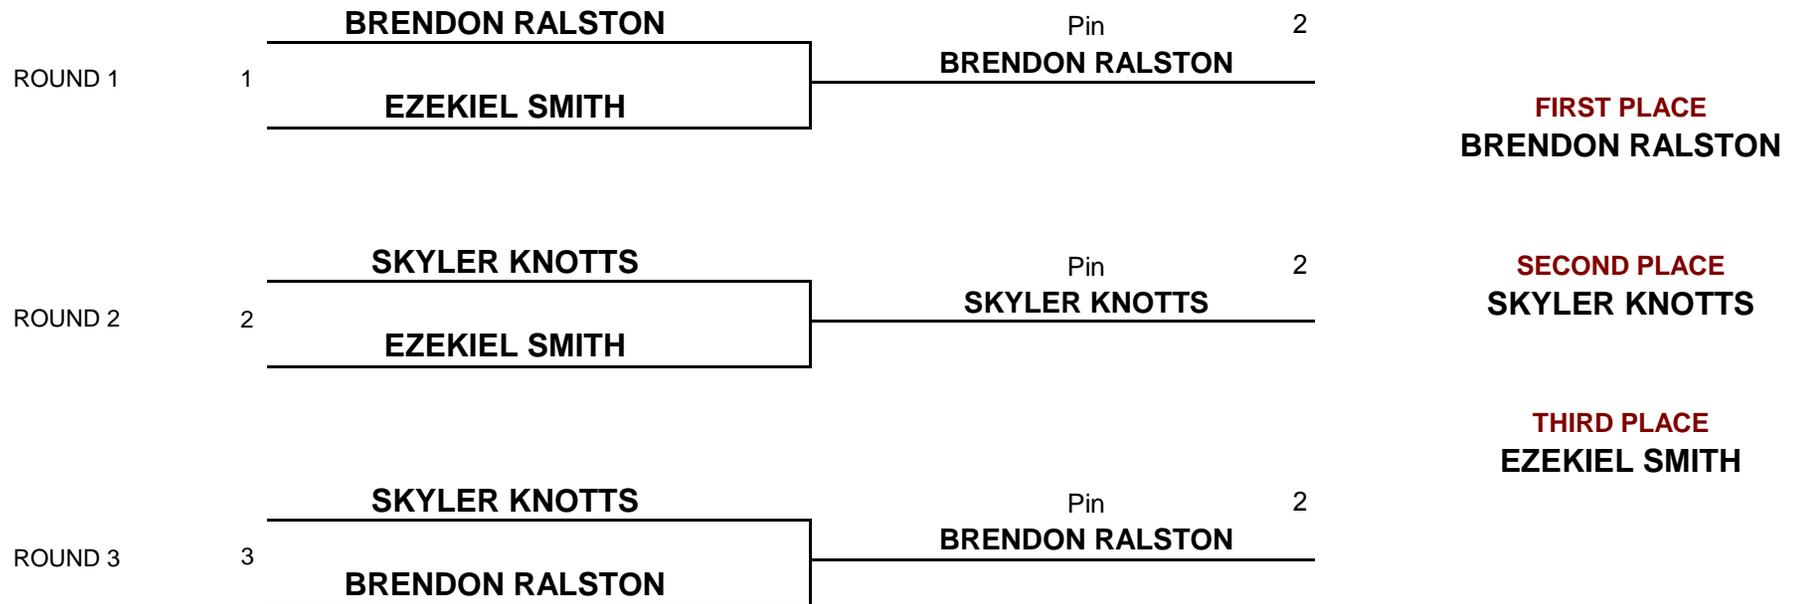 BRENDON RALSTON
Pin 2
BRENDON RALSTON
ROUND 1 1
EZEKIEL SMITH
FIRST PLACE
BRENDON RALSTON
SKYLER KNOTTS
Pin 2
SECOND PLACE
SKYLER KNOTTS
SKYLER KNOTTS
ROUND 2 2
EZEKIEL SMITH
THIRD PLACE
EZEKIEL SMITH
SKYLER KNOTTS
Pin 2
BRENDON RALSTON
ROUND 3 3
BRENDON RALSTON